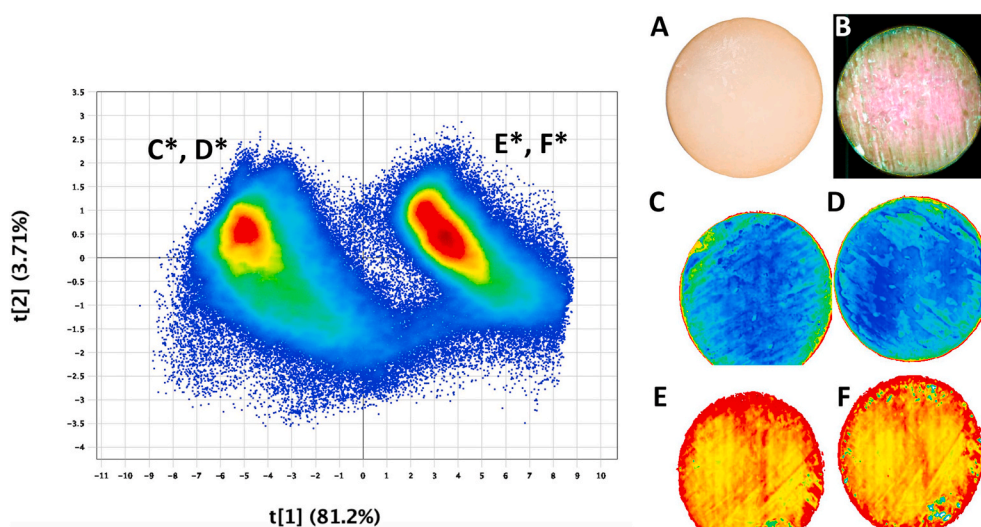 A
B
3.5
3
2.5
2
1.5
1
0.5
0
−0.5
−1
−1.5
−2
−2.5
−3
−3.5
−4
C*, D*
E*, F*
t[2] (3.71%)
−11 −10 −9 −8 −7 −6 −5 −4 −3 −2 −1 0 1 2 3 4 5 6 7 8 9 10
t[1] (81.2%)
C
D
E
F